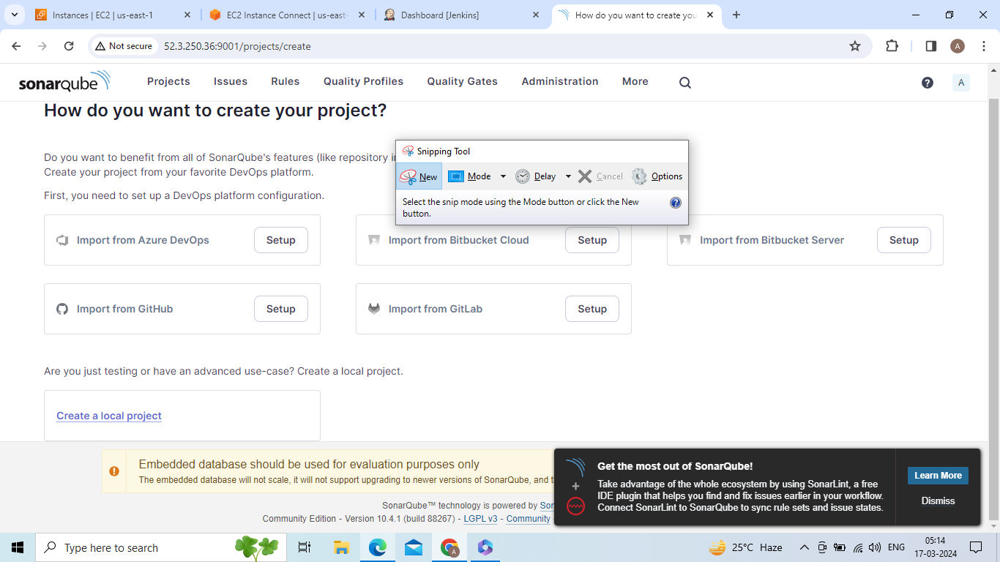 Instances | EC2 | us-east-1
EC2 Instance Connect | us-east-
Dashboard [Jenkins]
How do you want to create you
Not secure
52.3.250.36:9001/projects/create
A
sonarqube
Projects
Issues
Rules
Quality Profiles
Quality Gates
Administration
More
?
A
How do you want to create your project?
Do you want to benefit from all of SonarQube's features (like repository i
Create your project from your favorite DevOps platform.
First, you need to set up a DevOps platform configuration.
Snipping Tool
New
Mode
Delay
Cancel
Options
Select the snip mode using the Mode button or click the New
button.
?
Import from Azure DevOps
Setup
Import from Bitbucket Cloud
Setup
Import from Bitbucket Server
Setup
Import from GitHub
Setup
Import from GitLab
Setup
Are you just testing or have an advanced use-case? Create a local project.
Create a local project
Embedded database should be used for evaluation purposes only
The embedded database will not scale, it will not support upgrading to newer versions of SonarQube, and t
SonarQube™ technology is powered by Son
Community Edition - Version 10.4.1 (build 88267) - LGPL v3 - Community
Get the most out of SonarQube!
Take advantage of the whole ecosystem by using SonarLint, a free
IDE plugin that helps you find and fix issues earlier in your workflow.
Connect SonarLint to SonarQube to sync rule sets and issue states.
Learn More
Dismiss
Type here to search
A
25°C Haze
ENG
05:14
17-03-2024